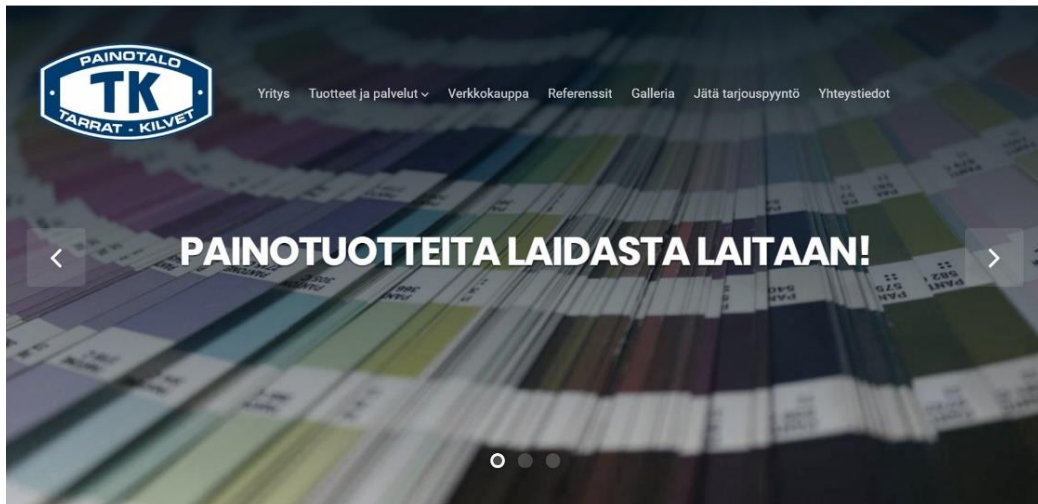 PAINOTALO
TK
TARRAT - KILVET
Yritys Tuotteet ja palvelut Verkkokauppa Referenssit Galleria Jätä tarjouspyyntö Yhteystiedot
PAINOTUOTTEITA LAIDASTA LAITAAN!